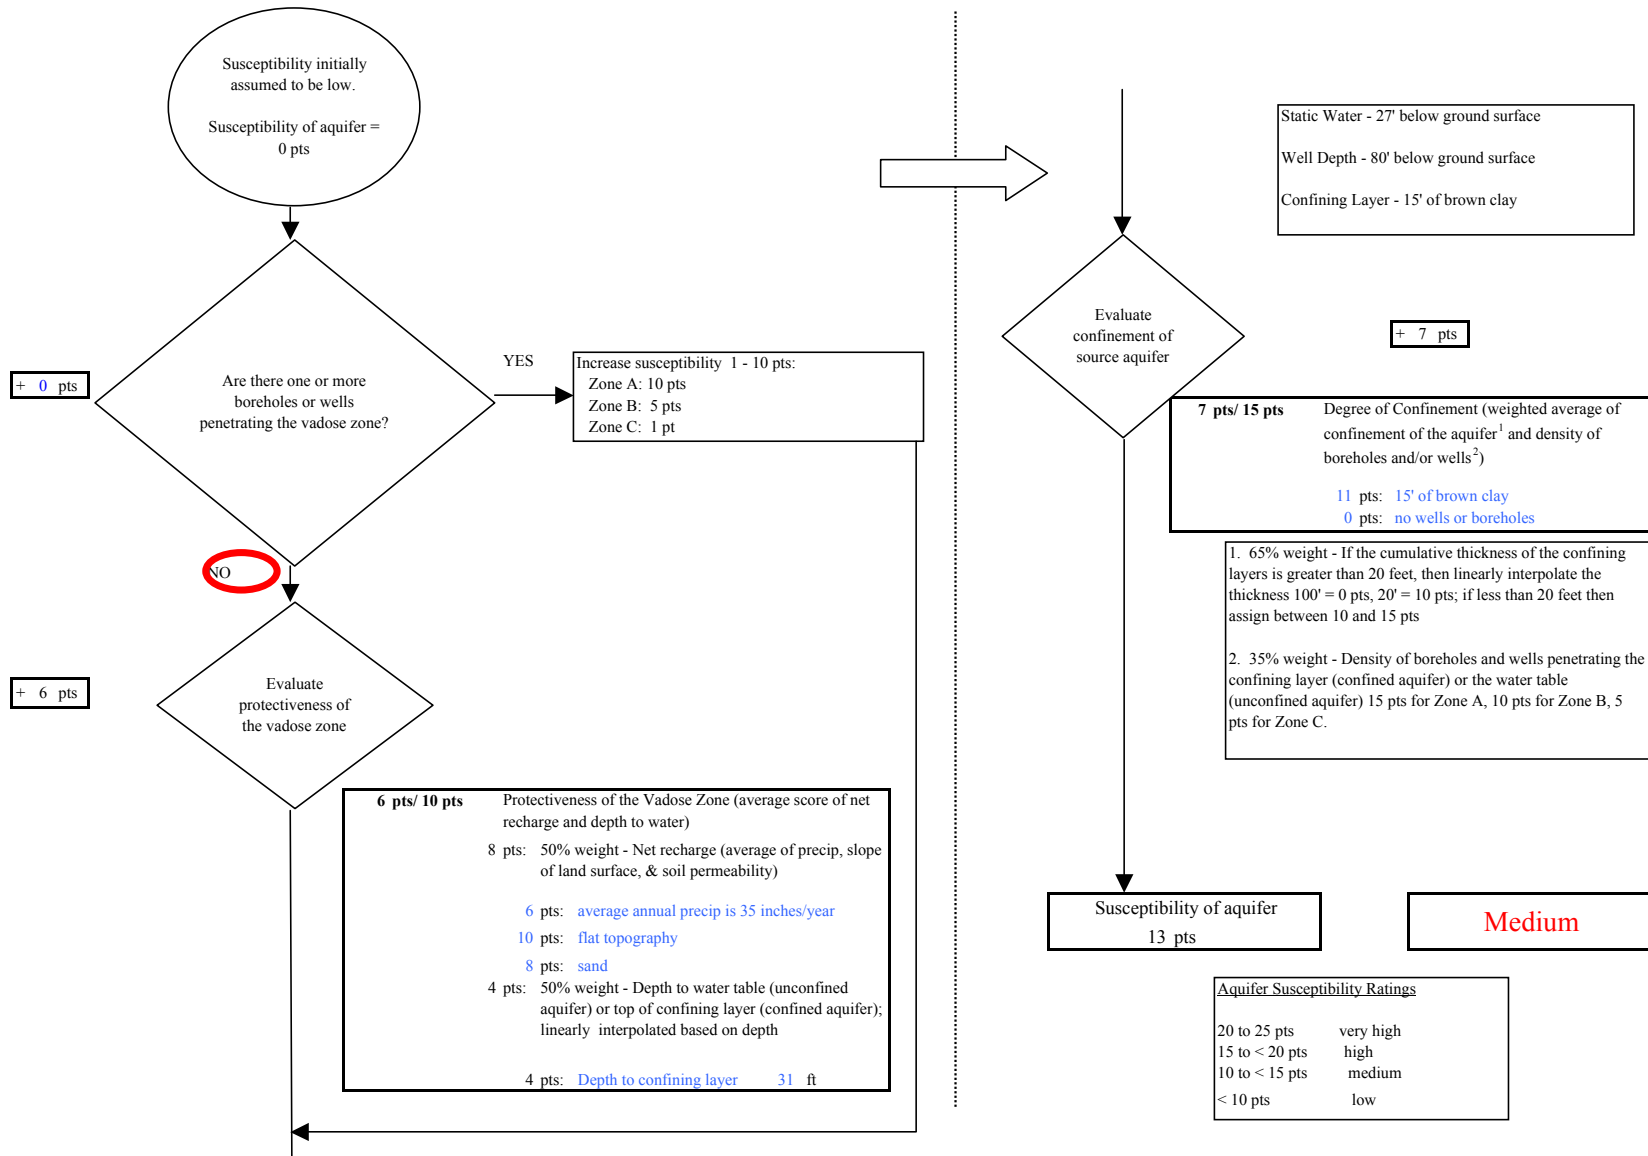 Susceptibility initially
assumed to be low.
Susceptibility of aquifer =
0 pts
+ 0 pts
Are there one or more
boreholes or wells
penetrating the vadose zone?
YES
Increase susceptibility 1 - 10 pts:
Zone A: 10 pts
Zone B: 5 pts
Zone C: 1 pt
NO
+ 6 pts
Evaluate
protectiveness of
the vadose zone
6 pts/ 10 pts Protectiveness of the Vadose Zone (average score of net
recharge and depth to water)
8 pts: 50% weight - Net recharge (average of precip, slope
of land surface, & soil permeability)
6 pts: average annual precip is 35 inches/year
10 pts: flat topography
8 pts: sand
4 pts: 50% weight - Depth to water table (unconfined
aquifer) or top of confining layer (confined aquifer);
linearly interpolated based on depth
4 pts: Depth to confining layer 31 ft
Static Water - 27' below ground surface
Well Depth - 80' below ground surface
Confining Layer - 15' of brown clay
Evaluate
confinement of
source aquifer
+ 7 pts
7 pts/ 15 pts Degree of Confinement (weighted average of
confinement of the aquifer1 and density of
boreholes and/or wells2)
11 pts: 15' of brown clay
0 pts: no wells or boreholes
1. 65% weight - If the cumulative thickness of the confining
layers is greater than 20 feet, then linearly interpolate the
thickness 100' = 0 pts, 20' = 10 pts; if less than 20 feet then
assign between 10 and 15 pts
2. 35% weight - Density of boreholes and wells penetrating the
confining layer (confined aquifer) or the water table
(unconfined aquifer) 15 pts for Zone A, 10 pts for Zone B, 5
pts for Zone C.
Susceptibility of aquifer
13 pts
Medium
Aquifer Susceptibility Ratings
20 to 25 pts very high
15 to < 20 pts high
10 to < 15 pts medium
< 10 pts low